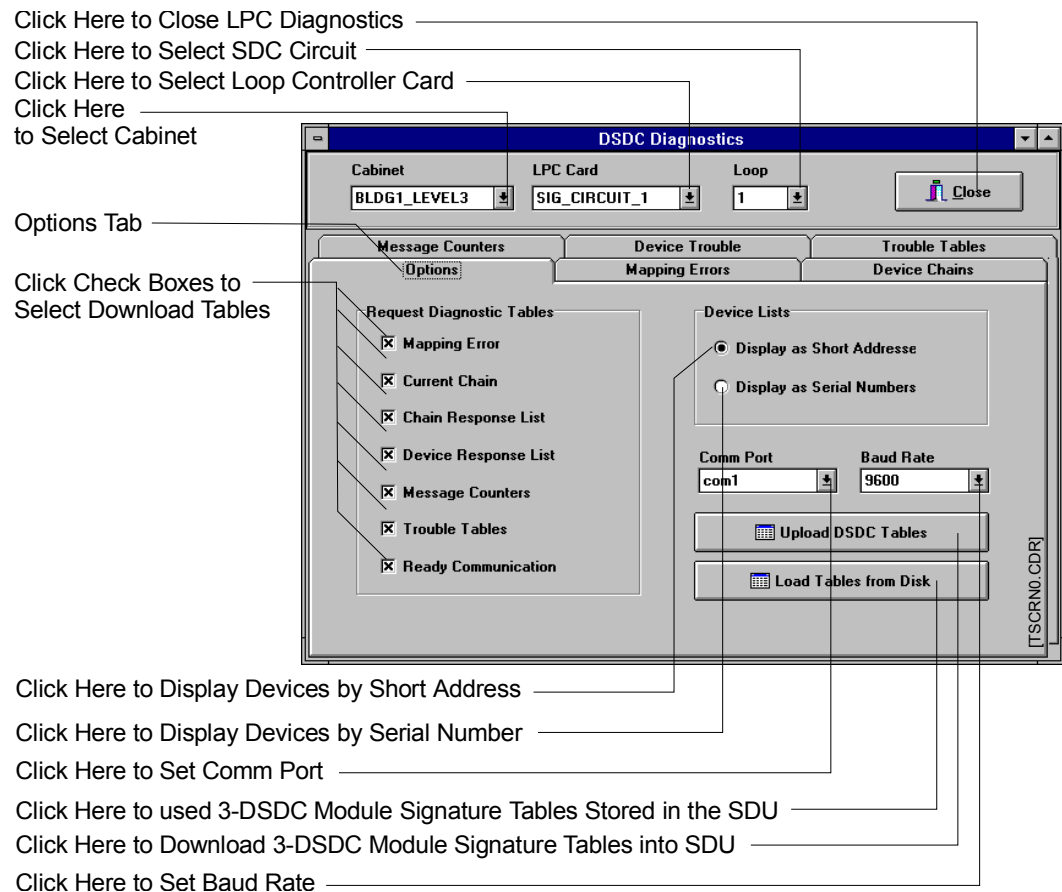 Click Here to Close LPC Diagnostics
Click Here to Select SDC Circuit
Click Here to Select Loop Controller Card
Click Here
to Select Cabinet
DSDC Diagnostics
Cabinet LPC Card Loop
BLDG1_LEVEL3 SIG_CIRCUIT_1 1 Close
Options Tab
Message Counters Device Trouble Trouble Tables
Options Mapping Errors Device Chains
Click Check Boxes to
Select Download Tables
Request Diagnostic Tables
Mapping Error
Current Chain
Chain Response List
Device Response List
Message Counters
Trouble Tables
Ready Communication
Device Lists
Display as Short Addresse
Display as Serial Numbers
Comm Port Baud Rate
com1 9600
Upload DSDC Tables
Load Tables from Disk
[TSCRN0.CDR]
Click Here to Display Devices by Short Address
Click Here to Display Devices by Serial Number
Click Here to Set Comm Port
Click Here to used 3-DSDC Module Signature Tables Stored in the SDU
Click Here to Download 3-DSDC Module Signature Tables into SDU
Click Here to Set Baud Rate